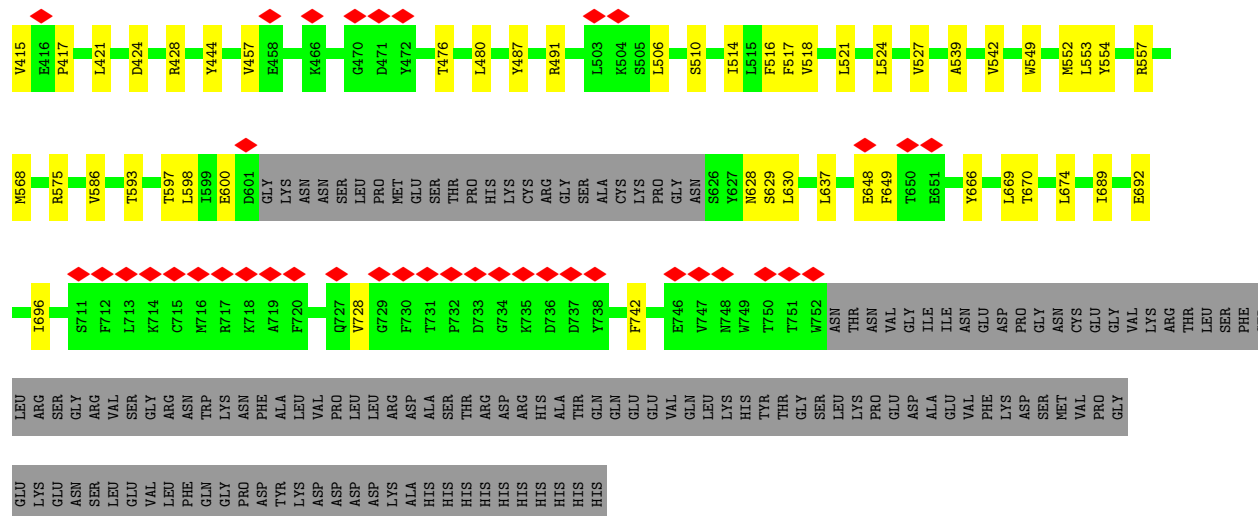 V415 E416 P417 L421 D424 R428 Y444 V457 E458 K466 G470 D471 Y472 T476 L480 Y487 R491 L503 K504 S505 L506 S510 I514 L515 F516 F517 V518 L521 L524 V527 A539 V542 W549 M552 L553 Y554 R557
M568 R575 V586 T593 T597 L598 I599 E600 D601 GLY LYS ASN ASN SER LEU PRO MET GLU SER THR PRO HIS LYS CYS ARG GLY SER ALA CYS LYS PRO GLY ASN S626 Y627 N628 S629 L630 L637 E648 F649 T650 E651 Y666 L669 T670 L674 I689 E692
I696 S711 F712 L713 K714 C715 M716 R717 K718 A719 F720 Q727 V728 G729 F730 T731 P732 D733 G734 K735 D736 D737 Y738 F742 E746 V747 N748 W749 T750 T751 W752 ASN THR ASN VAL GLY ILE ILE ASN GLU ASP PRO GLY ASN CYS GLU GLY VAL LYS ARG THR LEU SER PHE
LEU ARG SER GLY ARG VAL SER GLY ARG ASN TRP LYS ASN PHE ALA LEU VAL PRO LEU LEU ARG ASP ALA SER THR ARG ASP ARG HIS ALA THR GLN GLN GLU GLU VAL GLN LEU LYS HIS TYR THR GLY SER LEU LYS PRO GLU ASP ALA GLU VAL PHE LYS ASP SER MET VAL PRO GLY
GLU LYS GLU ASN SER LEU GLU VAL LEU PHE GLN GLY PRO ASP TYR LYS ASP ASP ASP ASP LYS ALA HIS HIS HIS HIS HIS HIS HIS HIS HIS HIS